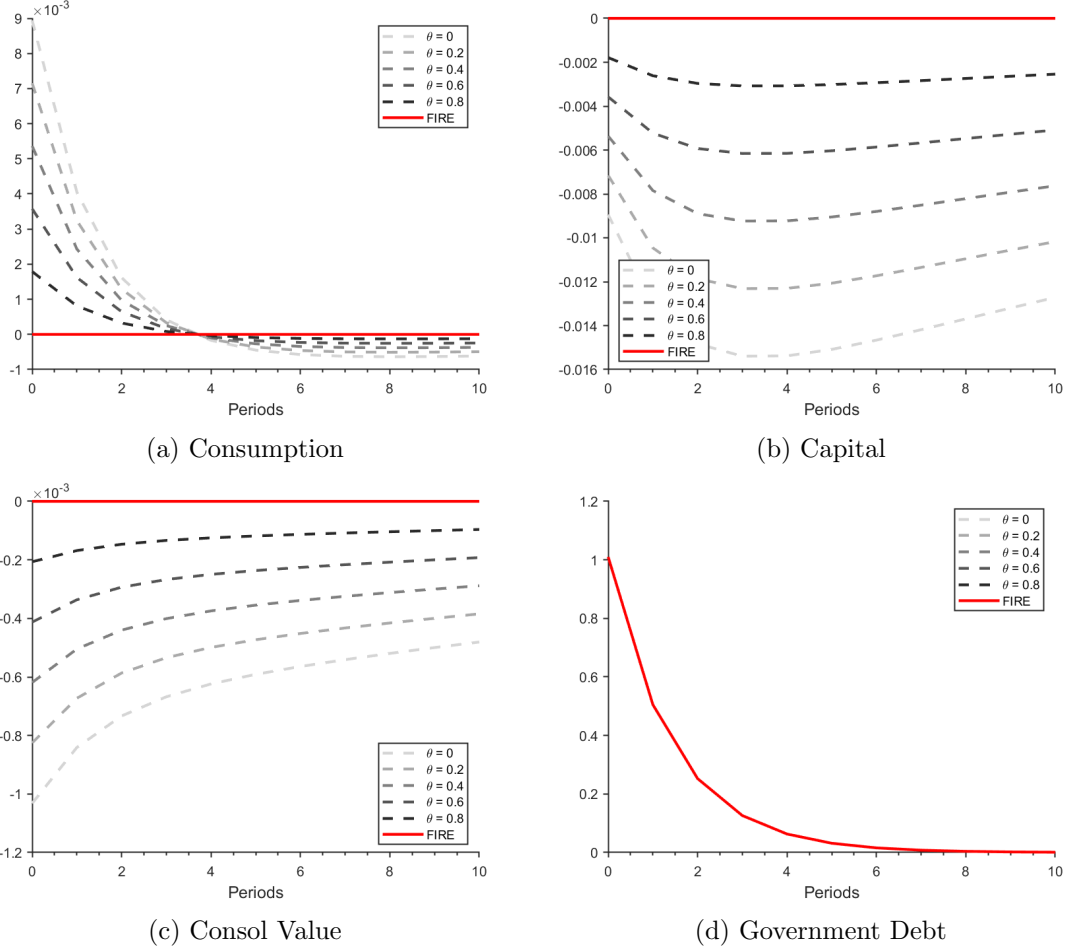 ×10⁻³
9
8
7
6
5
4
3
2
1
0
-1
0 2 4 6 8 10
Periods
θ = 0
θ = 0.2
θ = 0.4
θ = 0.6
θ = 0.8
FIRE
(a) Consumption
0
-0.002
-0.004
-0.006
-0.008
-0.01
-0.012
-0.014
-0.016
0 2 4 6 8 10
Periods
θ = 0
θ = 0.2
θ = 0.4
θ = 0.6
θ = 0.8
FIRE
(b) Capital
×10⁻³
0
-0.2
-0.4
-0.6
-0.8
-1
-1.2
0 2 4 6 8 10
Periods
θ = 0
θ = 0.2
θ = 0.4
θ = 0.6
θ = 0.8
FIRE
(c) Consol Value
1.2
1
0.8
0.6
0.4
0.2
0
0 2 4 6 8 10
Periods
θ = 0
θ = 0.2
θ = 0.4
θ = 0.6
θ = 0.8
FIRE
(d) Government Debt